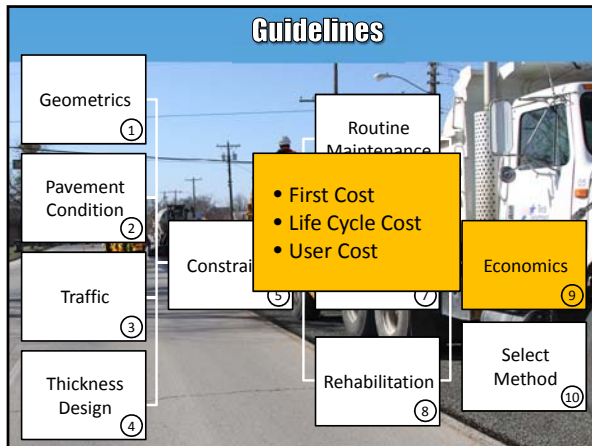 Guidelines
Geometrics
1
Pavement
Condition
2
Traffic
3
Thickness
Design
4
5
Routine
Maintenance
• First Cost
• Life Cycle Cost
• User Cost
7
Rehabilitation
8
Economics
9
Select
Method
10